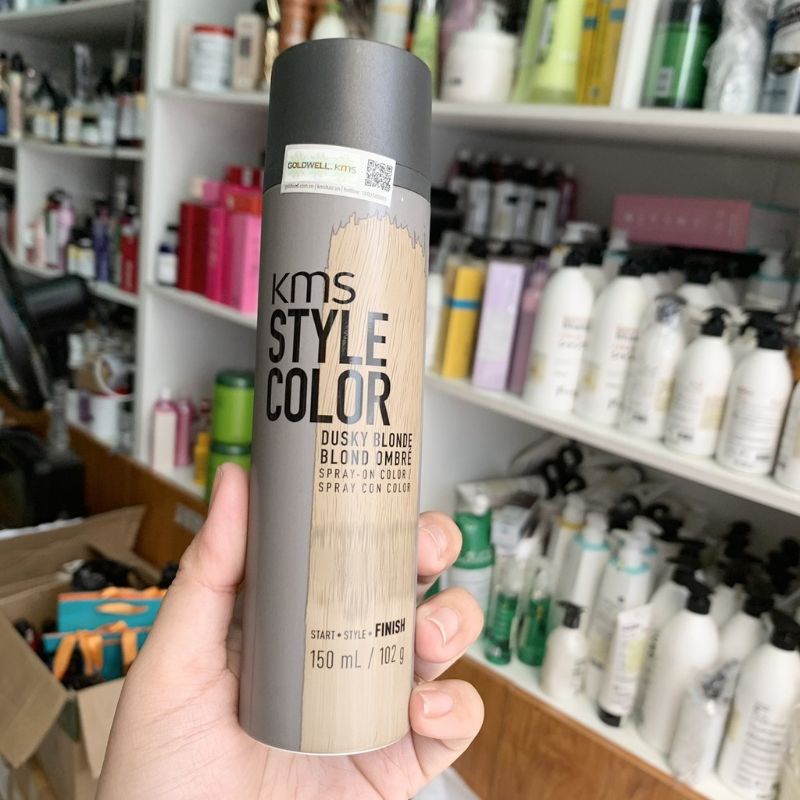 GOLDWELL. kms
kms
STYLE
COLOR
DUSKY BLONDE
BLOND OMBRÉ
SPRAY-ON COLOR /
SPRAY CON COLOR
START • STYLE • FINISH
150 mL / 102 g